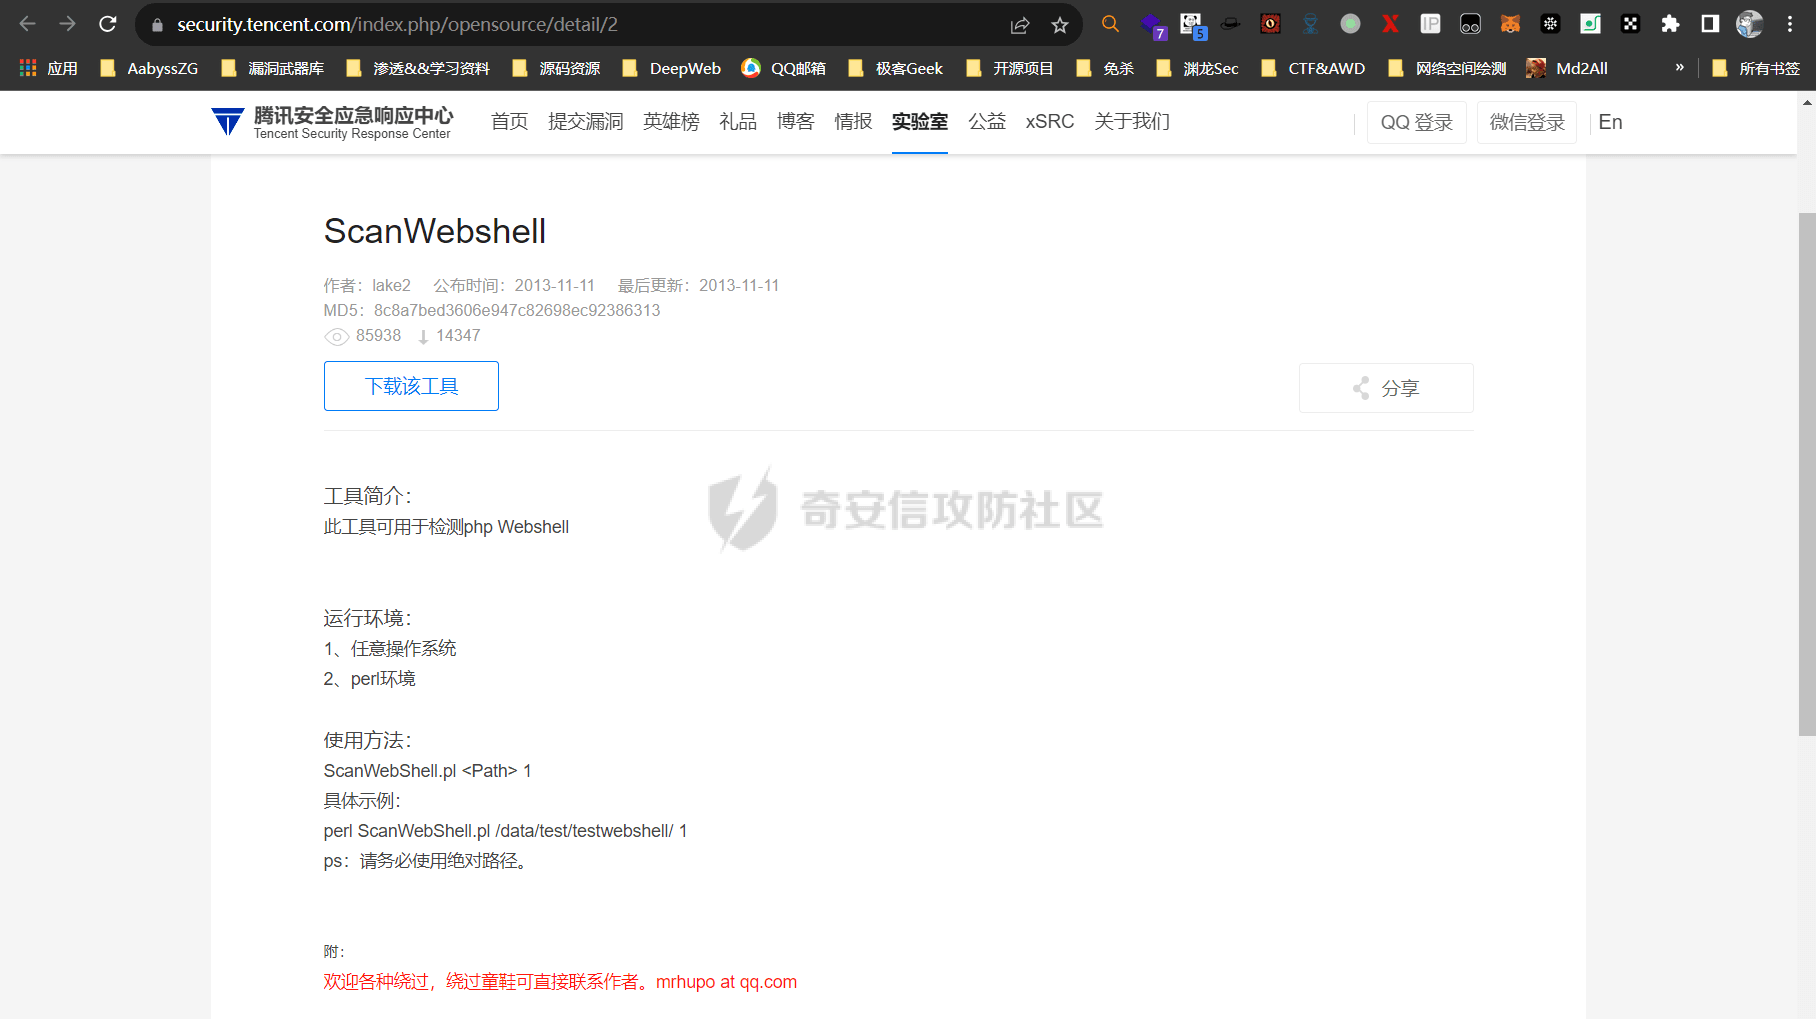 security.tencent.com/index.php/opensource/detail/2
7
5
IP
应用 AabyssZG 漏洞武器库 渗透&&学习资料 源码资源 DeepWeb QQ邮箱 极客Geek 开源项目 免杀 渊龙Sec CTF&AWD 网络空间绘测 Md2All » 所有书签
腾讯安全应急响应中心
Tencent Security Response Center
首页 提交漏洞 英雄榜 礼品 博客 情报 实验室 公益 xSRC 关于我们 QQ 登录 微信登录 En
ScanWebshell
作者：lake2 公布时间：2013-11-11 最后更新：2013-11-11
MD5：8c8a7bed3606e947c82698ec92386313
85938 14347
下载该工具 分享
工具简介：
此工具可用于检测php Webshell
奇安信攻防社区
运行环境：
1、任意操作系统
2、perl环境
使用方法：
ScanWebShell.pl <Path> 1
具体示例：
perl ScanWebShell.pl /data/test/testwebshell/ 1
ps：请务必使用绝对路径。
附：
欢迎各种绕过，绕过童鞋可直接联系作者。mrhupo at qq.com